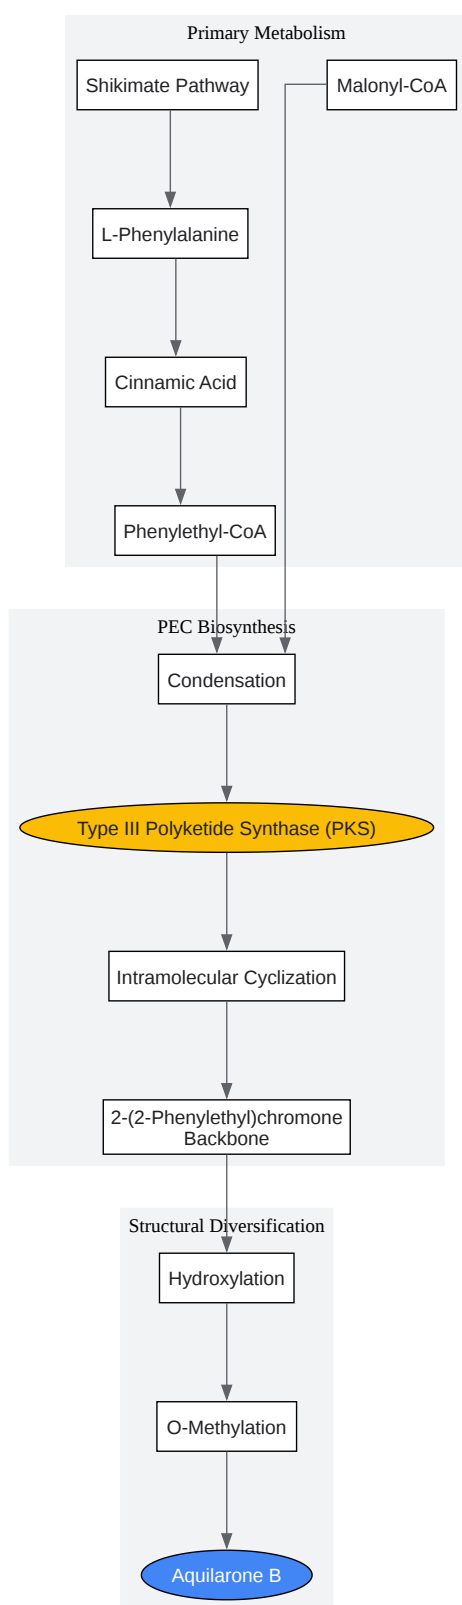 Primary Metabolism
Shikimate Pathway
Malonyl-CoA
L-Phenylalanine
Cinnamic Acid
Phenylethyl-CoA
PEC Biosynthesis
Condensation
Type III Polyketide Synthase (PKS)
Intramolecular Cyclization
2-(2-Phenylethyl)chromone
Backbone
Structural Diversification
Hydroxylation
O-Methylation
Aquilarone B